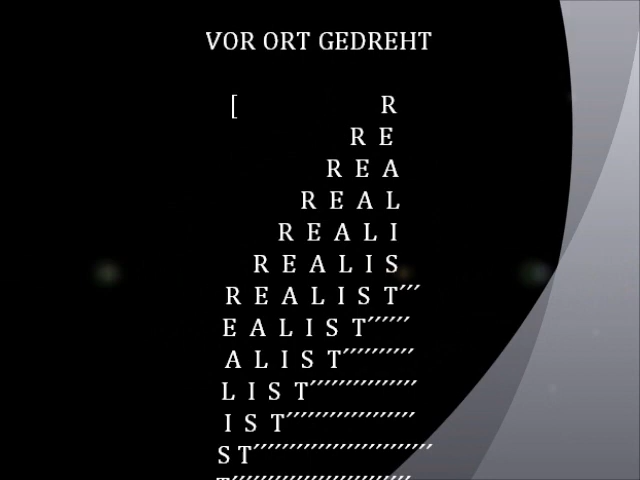 VOR ORT GEDREHT
[ R
R E
R E A
R E A L
R E A L I
R E A L I S
R E A L I S T′′′
E A L I S T′′′′′′
A L I S T′′′′′′′′′′
L I S T′′′′′′′′′′′′′′′
I S T′′′′′′′′′′′′′′′′′′
S T′′′′′′′′′′′′′′′′′′′′′′′′′